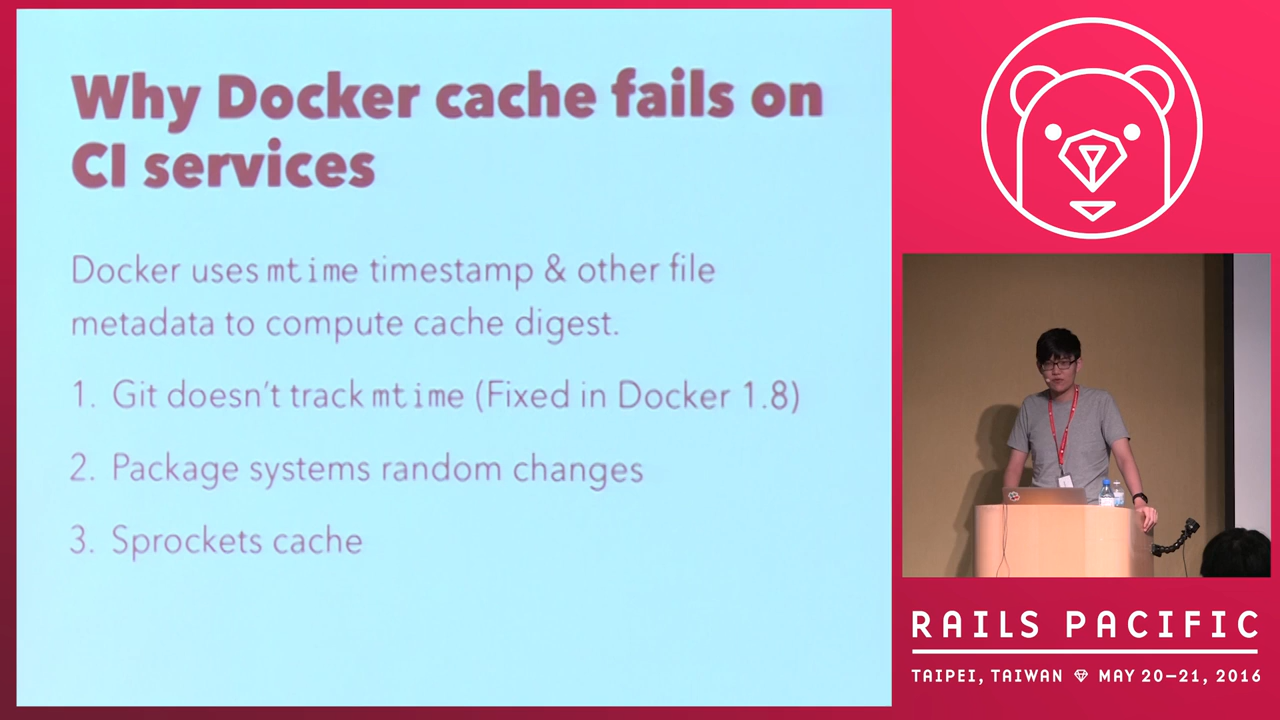 Why Docker cache fails on
CI services
Docker uses mtime timestamp & other file
metadata to compute cache digest.
1. Git doesn't track mtime (Fixed in Docker 1.8)
2. Package systems random changes
3. Sprockets cache
RAILS PACIFIC
TAIPEI, TAIWAN MAY 20–21, 2016